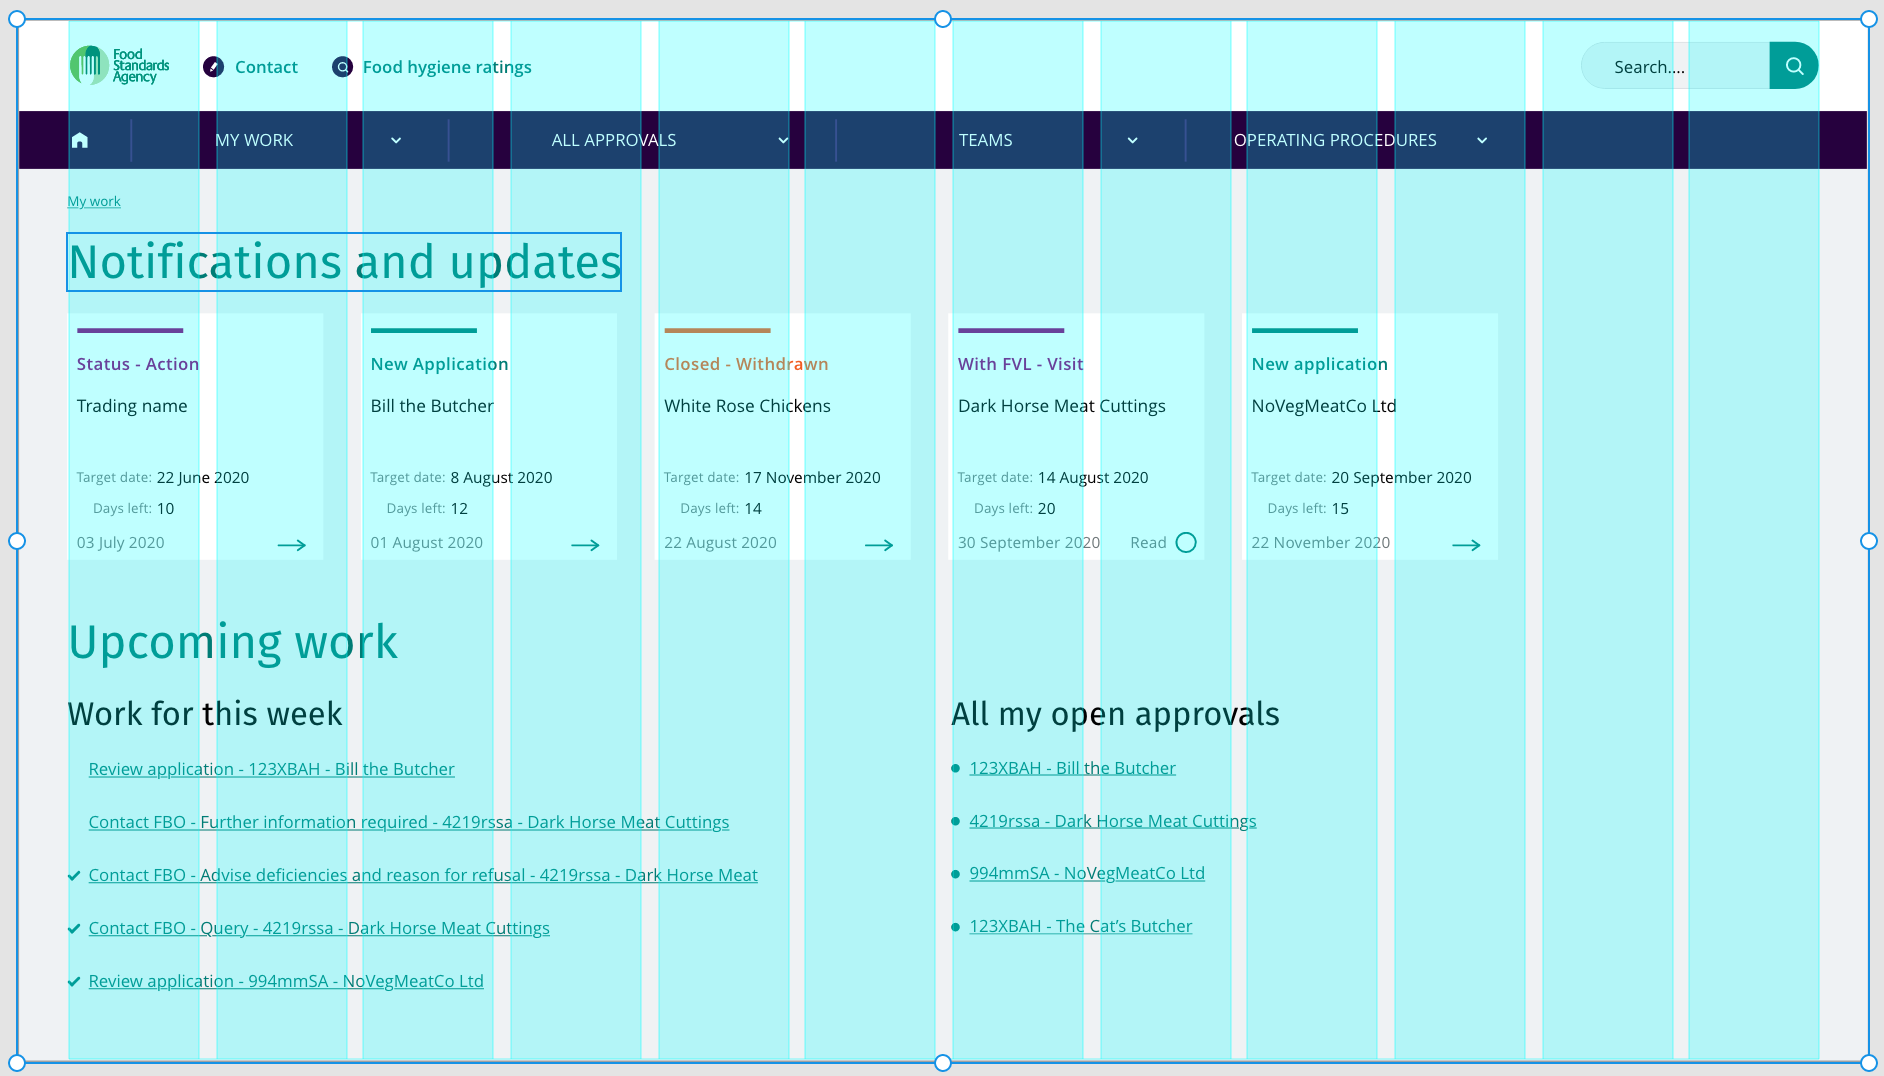 Food
Standards
Agency
Contact
Food hygiene ratings
Search....
MY WORK
ALL APPROVALS
TEAMS
OPERATING PROCEDURES
My work
Notifications and updates
Status - Action
Trading name
Target date: 22 June 2020
Days left: 10
03 July 2020
New Application
Bill the Butcher
Target date: 8 August 2020
Days left: 12
01 August 2020
Closed - Withdrawn
White Rose Chickens
Target date: 17 November 2020
Days left: 14
22 August 2020
With FVL - Visit
Dark Horse Meat Cuttings
Target date: 14 August 2020
Days left: 20
30 September 2020 Read
New application
NoVegMeatCo Ltd
Target date: 20 September 2020
Days left: 15
22 November 2020
Upcoming work
Work for this week
Review application - 123XBAH - Bill the Butcher
Contact FBO - Further information required - 4219rssa - Dark Horse Meat Cuttings
Contact FBO - Advise deficiencies and reason for refusal - 4219rssa - Dark Horse Meat
Contact FBO - Query - 4219rssa - Dark Horse Meat Cuttings
Review application - 994mmSA - NoVegMeatCo Ltd
All my open approvals
123XBAH - Bill the Butcher
4219rssa - Dark Horse Meat Cuttings
994mmSA - NoVegMeatCo Ltd
123XBAH - The Cat’s Butcher